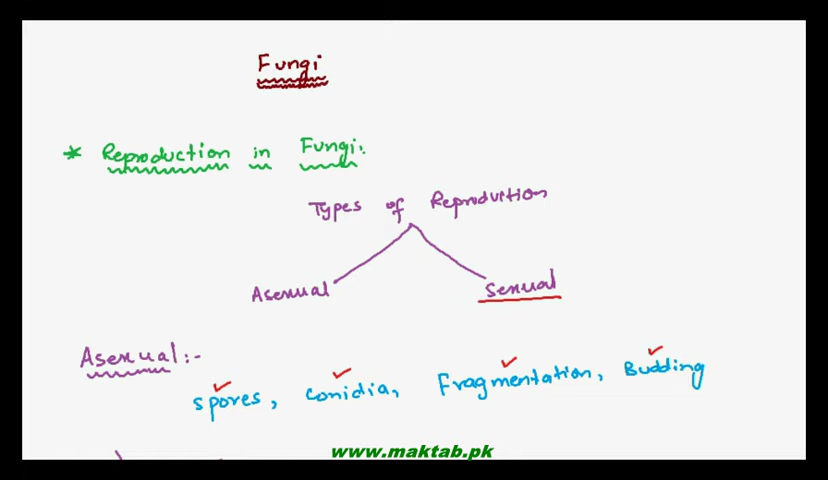 Fungi
* Reproduction in Fungi:
Types of Reproduction
Asexual Sexual
Asexual:-
spores, conidia, Fragmentation, Budding
www.maktab.pk